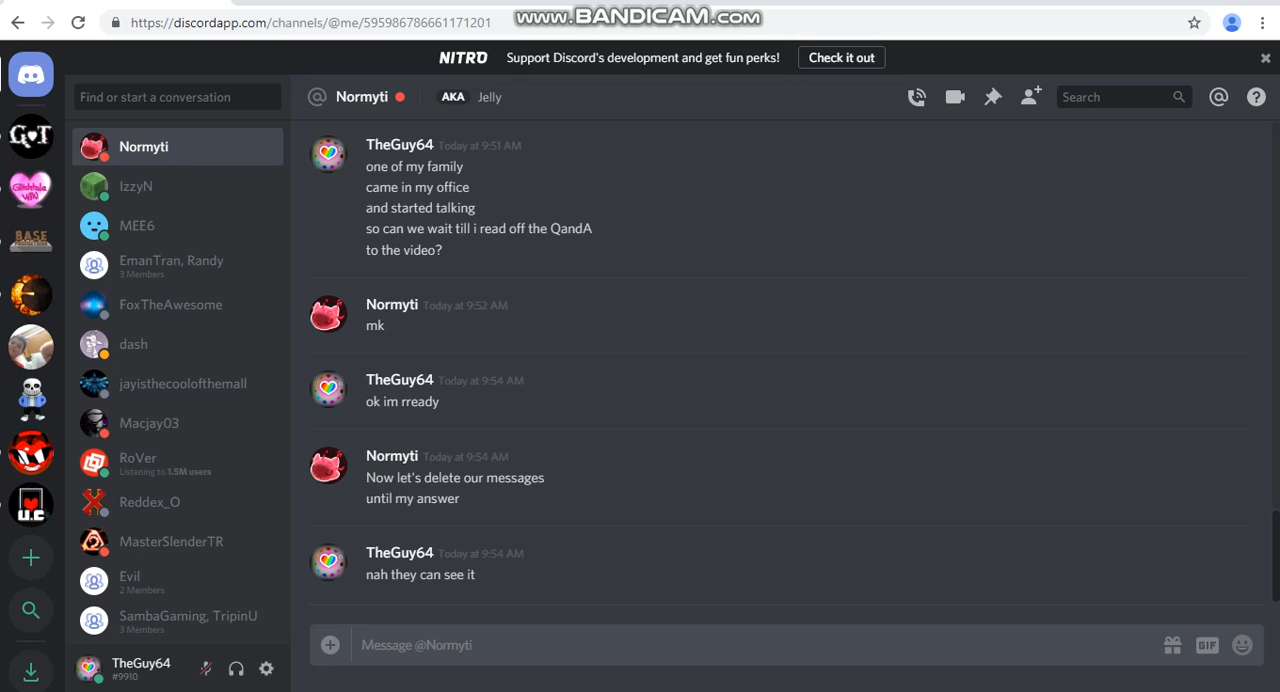 https://discordapp.com/channels/@me/595986786661171201
www.BANDICAM.com
NITRO Support Discord's development and get fun perks! Check it out
Find or start a conversation
@ Normyti AKA Jelly
Search
Normyti
IzzyN
MEE6
EmanTran, Randy
3 Members
FoxTheAwesome
dash
jayisthecoolofthemall
Macjay03
RoVer
Listening to 1.5M users
Reddex_O
MasterSlenderTR
Evil
2 Members
SambaGaming, TripinU
3 Members
TheGuy64
#9910
TheGuy64 Today at 9:51 AM
one of my family
came in my office
and started talking
so can we wait till i read off the QandA
to the video?
Normyti Today at 9:52 AM
mk
TheGuy64 Today at 9:54 AM
ok im rready
Normyti Today at 9:54 AM
Now let's delete our messages
until my answer
TheGuy64 Today at 9:54 AM
nah they can see it
Message @Normyti
GIF
G♥T
BASE
U.C